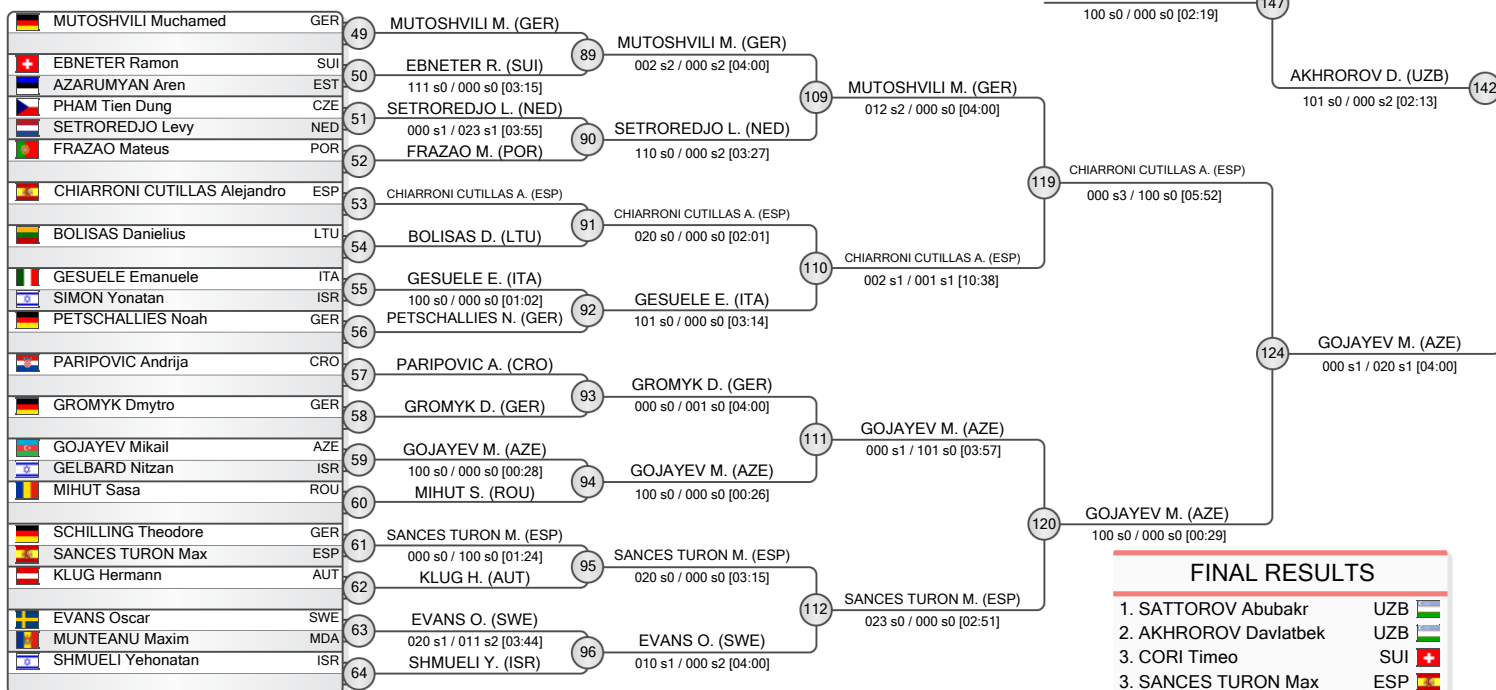 MUTOSHVILI Muchamed GER
EBNETER Ramon SUI
AZARUMYAN Aren EST
PHAM Tien Dung CZE
SETROREDJO Levy NED
FRAZAO Mateus POR
CHIARRONI CUTILLAS Alejandro ESP
BOLISAS Danielius LTU
GESUELE Emanuele ITA
SIMON Yonatan ISR
PETSCHALLIES Noah GER
PARIPOVIC Andrija CRO
GROMYK Dmytro GER
GOJAYEV Mikail AZE
GELBARD Nitzan ISR
MIHUT Sasa ROU
SCHILLING Theodore GER
SANCES TURON Max ESP
KLUG Hermann AUT
EVANS Oscar SWE
MUNTEANU Maxim MDA
SHMUELI Yehonatan ISR
49
50
51
52
53
54
55
56
57
58
59
60
61
62
63
64
MUTOSHVILI M. (GER)
EBNETER R. (SUI)
111 s0 / 000 s0 [03:15]
SETROREDJO L. (NED)
000 s1 / 023 s1 [03:55]
FRAZAO M. (POR)
CHIARRONI CUTILLAS A. (ESP)
BOLISAS D. (LTU)
GESUELE E. (ITA)
100 s0 / 000 s0 [01:02]
PETSCHALLIES N. (GER)
PARIPOVIC A. (CRO)
GROMYK D. (GER)
GOJAYEV M. (AZE)
100 s0 / 000 s0 [00:28]
MIHUT S. (ROU)
SANCES TURON M. (ESP)
000 s0 / 100 s0 [01:24]
KLUG H. (AUT)
EVANS O. (SWE)
020 s1 / 011 s2 [03:44]
SHMUELI Y. (ISR)
89
90
91
92
93
94
95
96
MUTOSHVILI M. (GER)
002 s2 / 000 s2 [04:00]
SETROREDJO L. (NED)
110 s0 / 000 s2 [03:27]
CHIARRONI CUTILLAS A. (ESP)
020 s0 / 000 s0 [02:01]
GESUELE E. (ITA)
101 s0 / 000 s0 [03:14]
GROMYK D. (GER)
000 s0 / 001 s0 [04:00]
GOJAYEV M. (AZE)
100 s0 / 000 s0 [00:26]
SANCES TURON M. (ESP)
020 s0 / 000 s0 [03:15]
EVANS O. (SWE)
010 s1 / 000 s2 [04:00]
109
110
111
112
MUTOSHVILI M. (GER)
012 s2 / 000 s0 [04:00]
CHIARRONI CUTILLAS A. (ESP)
002 s1 / 001 s1 [10:38]
GOJAYEV M. (AZE)
000 s1 / 101 s0 [03:57]
SANCES TURON M. (ESP)
023 s0 / 000 s0 [02:51]
119
120
100 s0 / 000 s0 [02:19]
CHIARRONI CUTILLAS A. (ESP)
000 s3 / 100 s0 [05:52]
GOJAYEV M. (AZE)
100 s0 / 000 s0 [00:29]
147
124
AKHROROV D. (UZB)
101 s0 / 000 s2 [02:13]
142
GOJAYEV M. (AZE)
000 s1 / 020 s1 [04:00]
FINAL RESULTS
1. SATTOROV Abubakr UZB
2. AKHROROV Davlatbek UZB
3. CORI Timeo SUI
3. SANCES TURON Max ESP